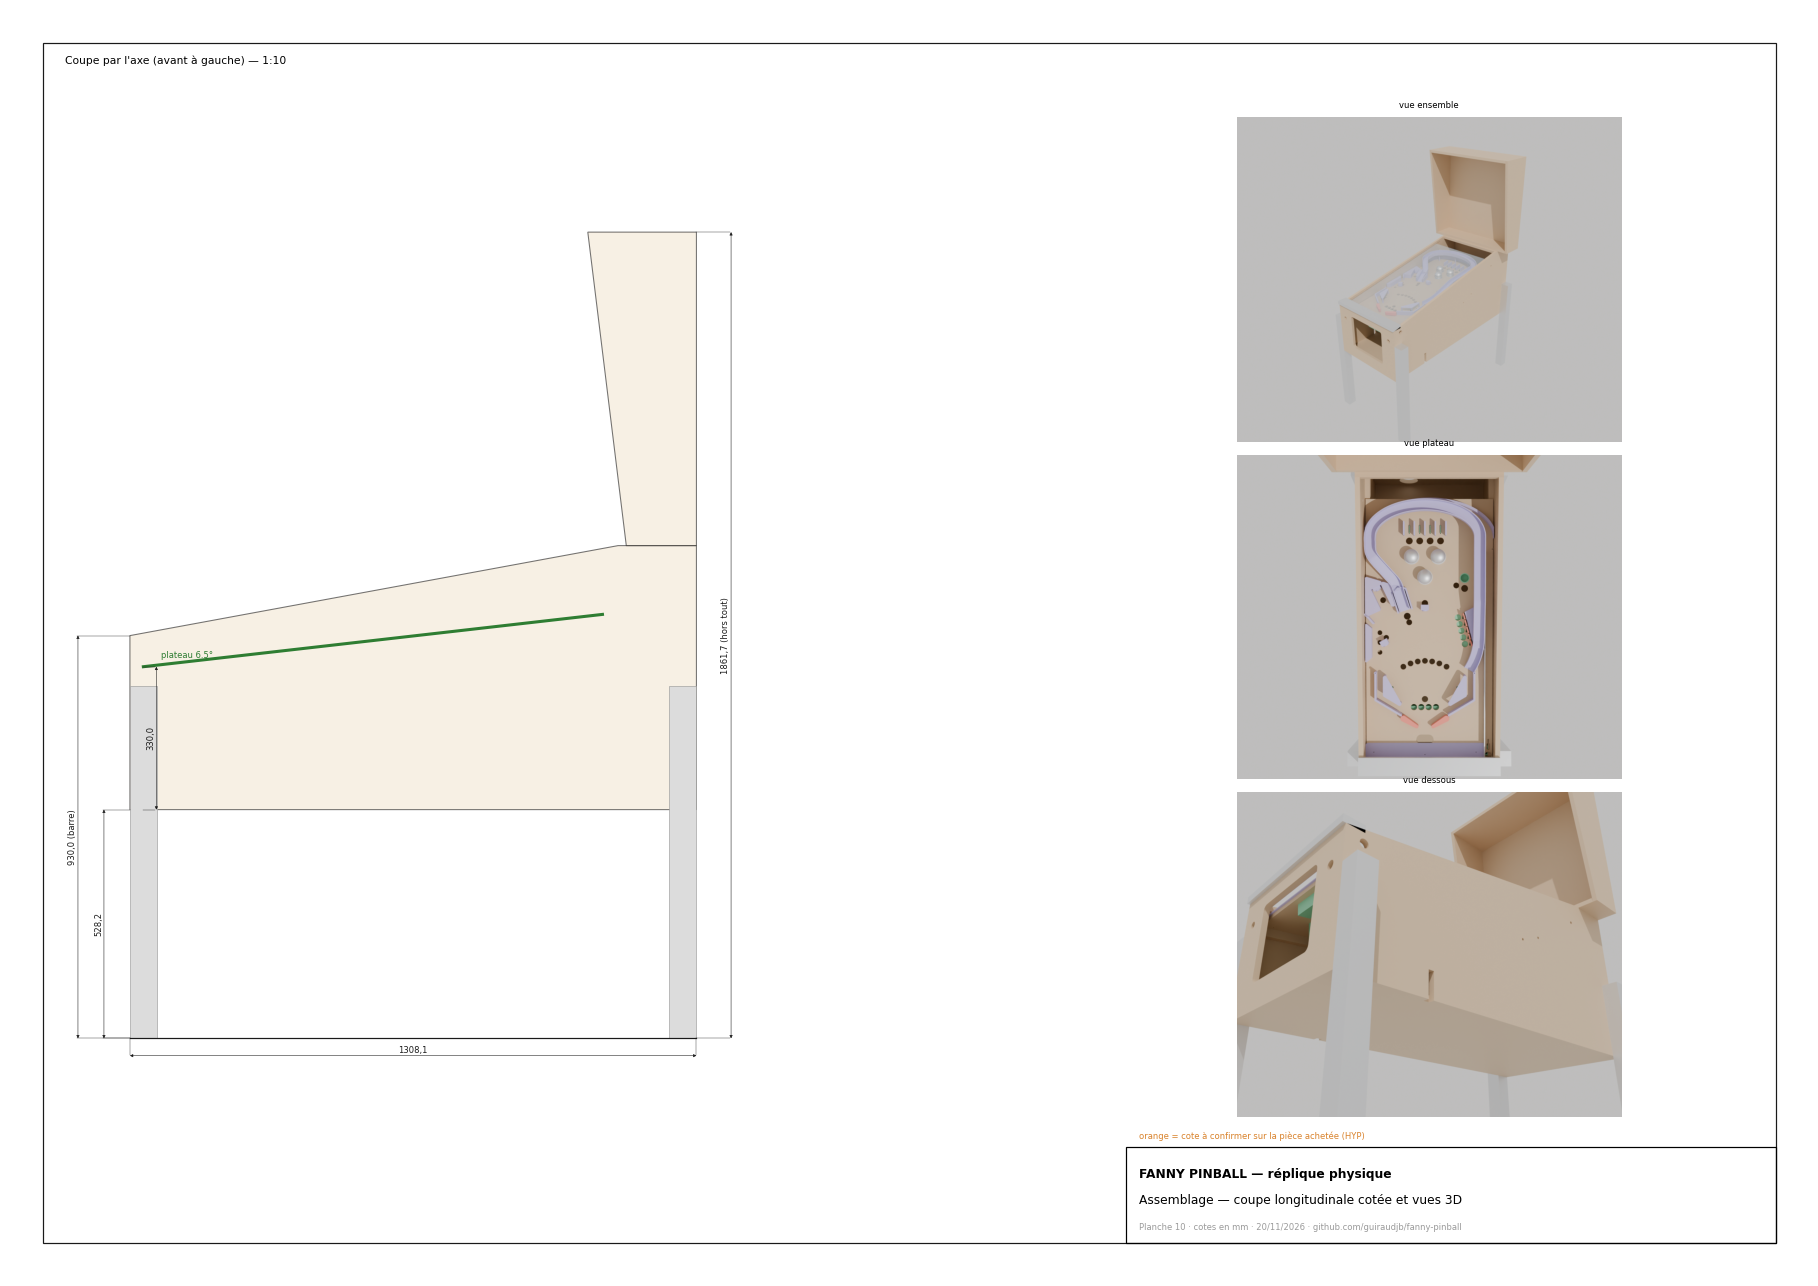 Coupe par l'axe (avant à gauche) — 1:10
vue ensemble
vue plateau
vue dessous
plateau 6.5°
330,0
930,0 (barre)
528,2
1861,7 (hors tout)
1308,1
orange = cote à confirmer sur la pièce achetée (HYP)
FANNY PINBALL — réplique physique
Assemblage — coupe longitudinale cotée et vues 3D
Planche 10 · cotes en mm · 20/11/2026 · github.com/guiraudjb/fanny-pinball